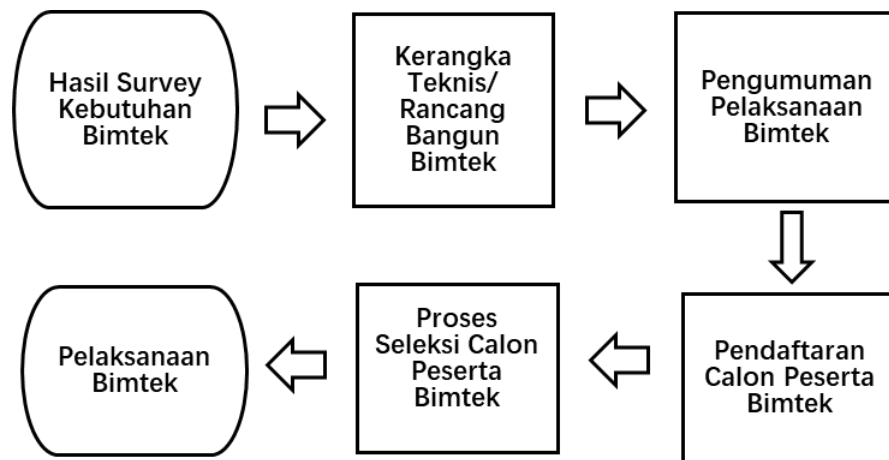 Hasil Survey
Kebutuhan
Bimtek
Kerangka
Teknis/
Rancang
Bangun
Bimtek
Pengumuman
Pelaksanaan
Bimtek
Pendaftaran
Calon Peserta
Bimtek
Proses
Seleksi Calon
Peserta
Bimtek
Pelaksanaan
Bimtek